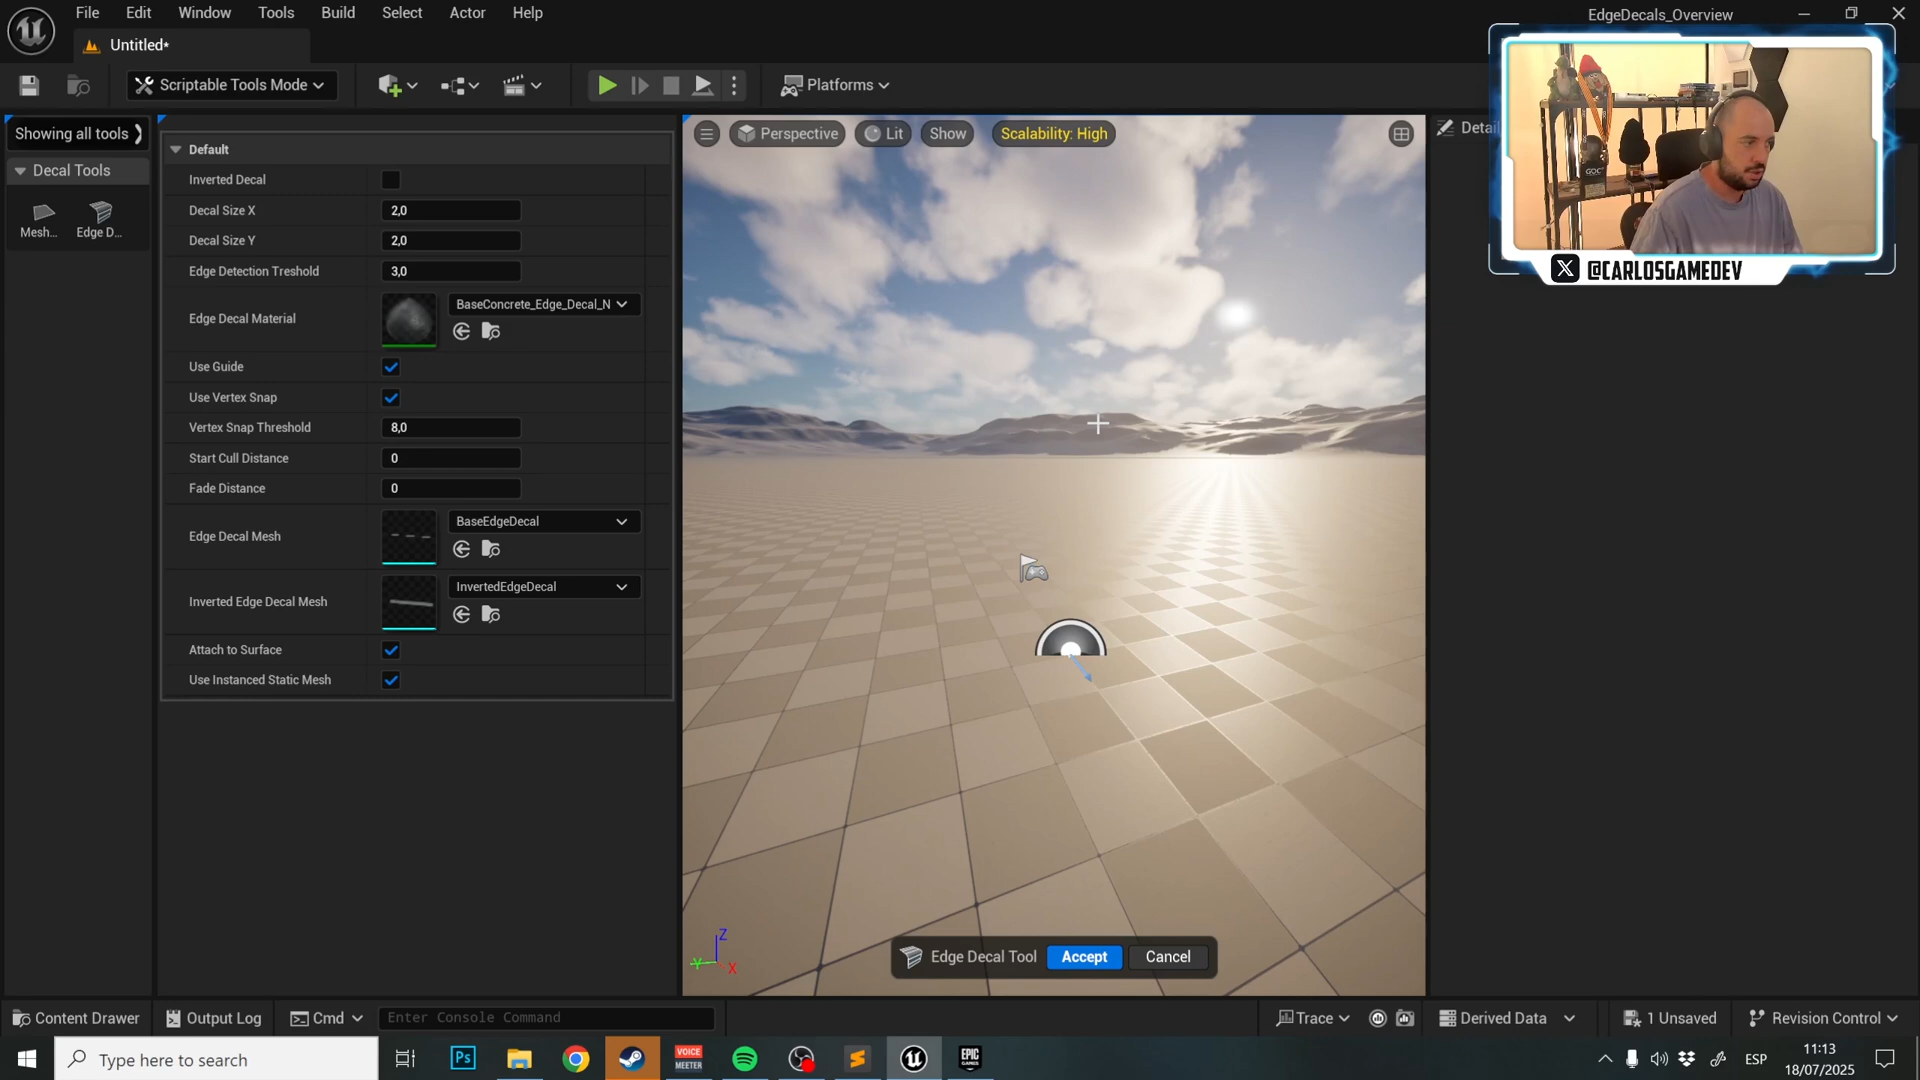 File Edit Window Tools Build Select Actor Help
EdgeDecals_Overview
Untitled*
Scriptable Tools Mode
Platforms
Showing all tools
Decal Tools
Mesh... Edge D...
Default
Inverted Decal
Decal Size X 2,0
Decal Size Y 2,0
Edge Detection Treshold 3,0
Edge Decal Material BaseConcrete_Edge_Decal_N
Use Guide
Use Vertex Snap
Vertex Snap Threshold 8,0
Start Cull Distance 0
Fade Distance 0
Edge Decal Mesh BaseEdgeDecal
Inverted Edge Decal Mesh InvertedEdgeDecal
Attach to Surface
Use Instanced Static Mesh
Perspective Lit Show Scalability: High
Z
Y X
Edge Decal Tool Accept Cancel
Detail
@CARLOSGAMEDEV
Content Drawer Output Log Cmd Enter Console Command Trace Derived Data 1 Unsaved Revision Control
Type here to search
Ps
VOICE
MEETER
EPIC
GAMES
ESP
11:13
18/07/2025